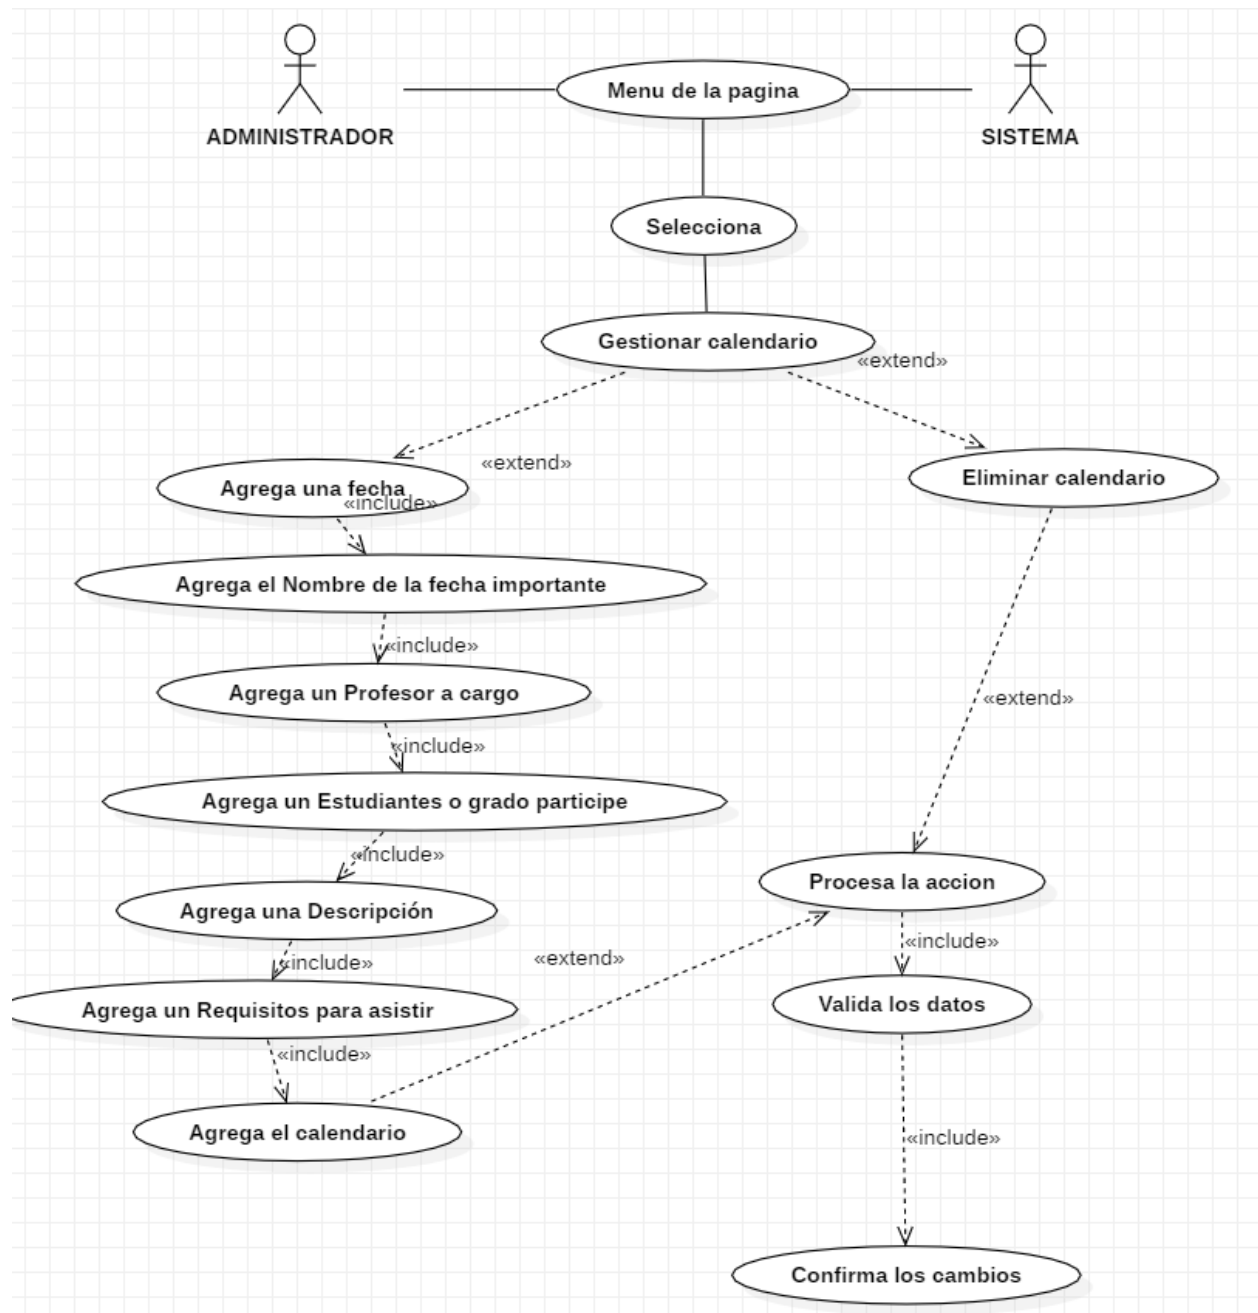 Menu de la pagina
ADMINISTRADOR
SISTEMA
Selecciona
Gestionar calendario
«extend»
«extend»
Agrega una fecha
«include»
Eliminar calendario
Agrega el Nombre de la fecha importante
«include»
Agrega un Profesor a cargo
«extend»
«include»
Agrega un Estudiantes o grado participe
«include»
Procesa la accion
Agrega una Descripción
«include»
«extend»
«include»
Agrega un Requisitos para asistir
Valida los datos
«include»
Agrega el calendario
«include»
Confirma los cambios